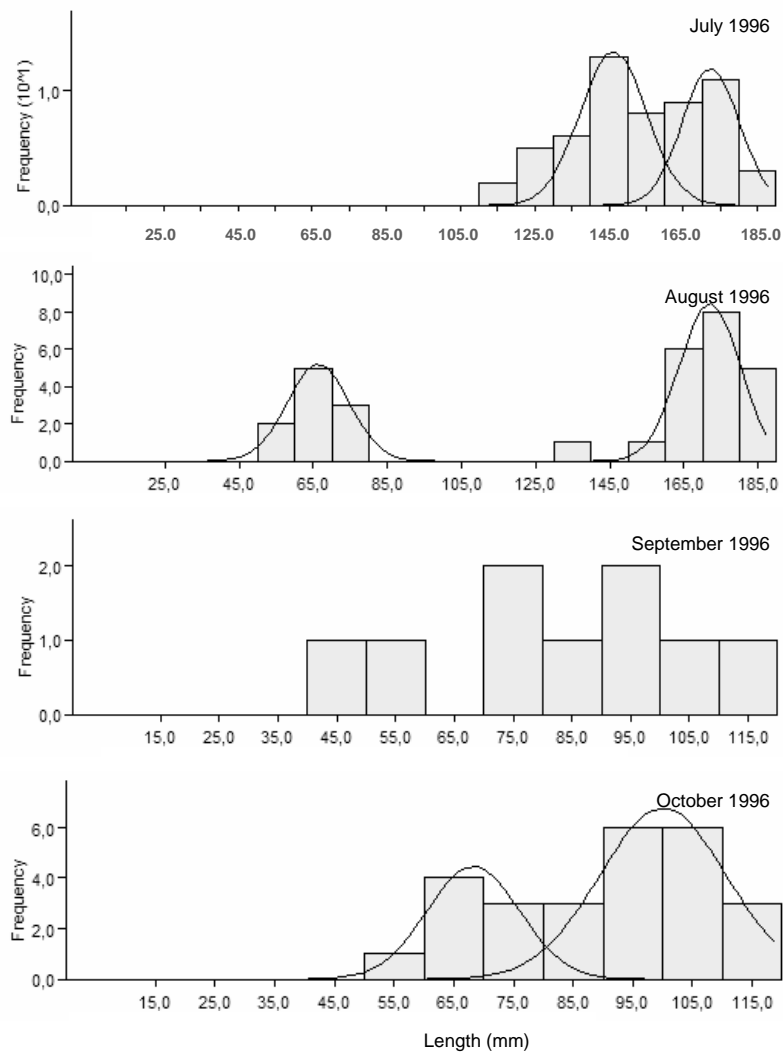 July 1996
Frequency (10^1)
1,0
0,0
25.0 45.0 65.0 85.0 105.0 125.0 145.0 165.0 185.0
August 1996
Frequency
10,0
8,0
6,0
4,0
2,0
0,0
25,0 45,0 65,0 85,0 105,0 125,0 145,0 165,0 185,0
September 1996
Frequency
2,0
1,0
0,0
15,0 25,0 35,0 45,0 55,0 65,0 75,0 85,0 95,0 105,0 115,0
October 1996
Frequency
6,0
4,0
2,0
0,0
15,0 25,0 35,0 45,0 55,0 65,0 75,0 85,0 95,0 105,0 115,0
Length (mm)